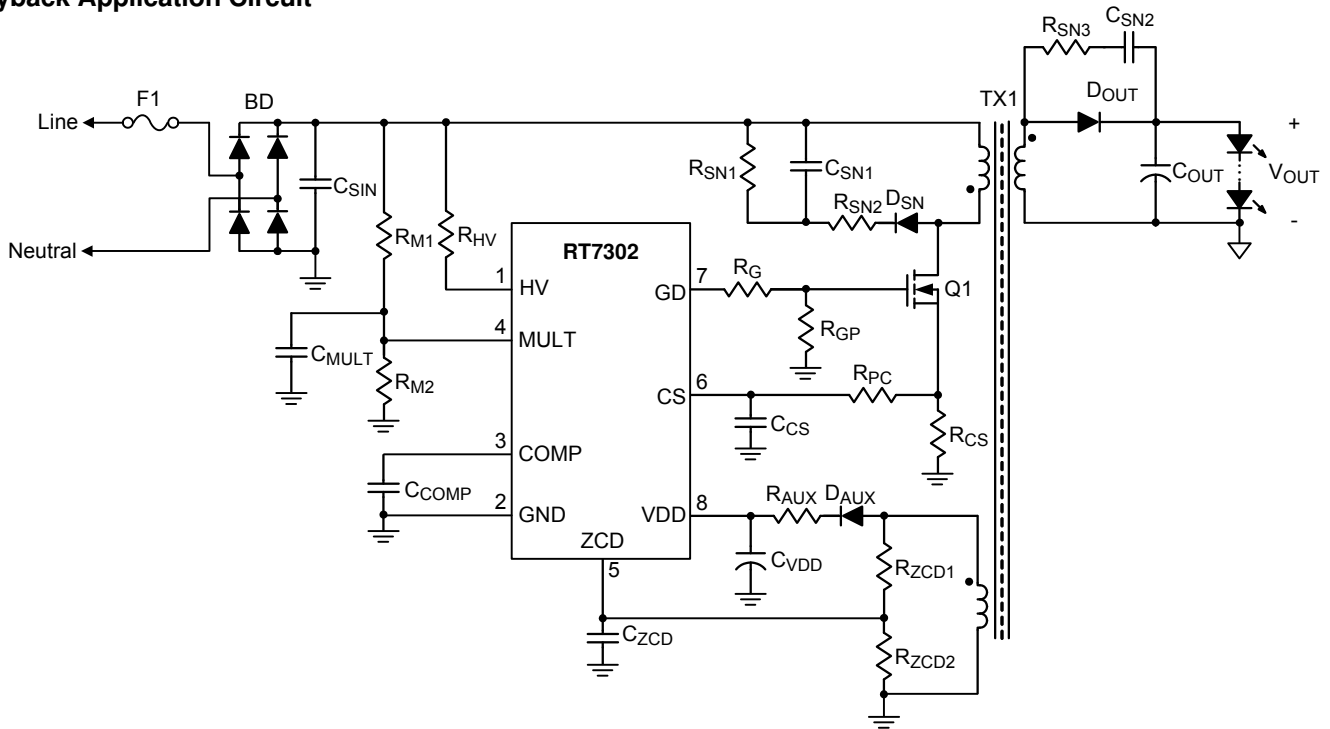 yback Application Circuit
RSN3
CSN2
F1
BD
TX1
DOUT
Line
+
RSN1
CSN1
CSIN
COUT
VOUT
RSN2
DSN
-
RM1
RHV
Neutral
RT7302
1
HV
7
GD
RG
Q1
4
MULT
RGP
CMULT
RM2
6
CS
RPC
CCS
RCS
3
COMP
CCOMP
2
GND
8
VDD
RAUX
DAUX
ZCD
5
CVDD
RZCD1
CZCD
RZCD2